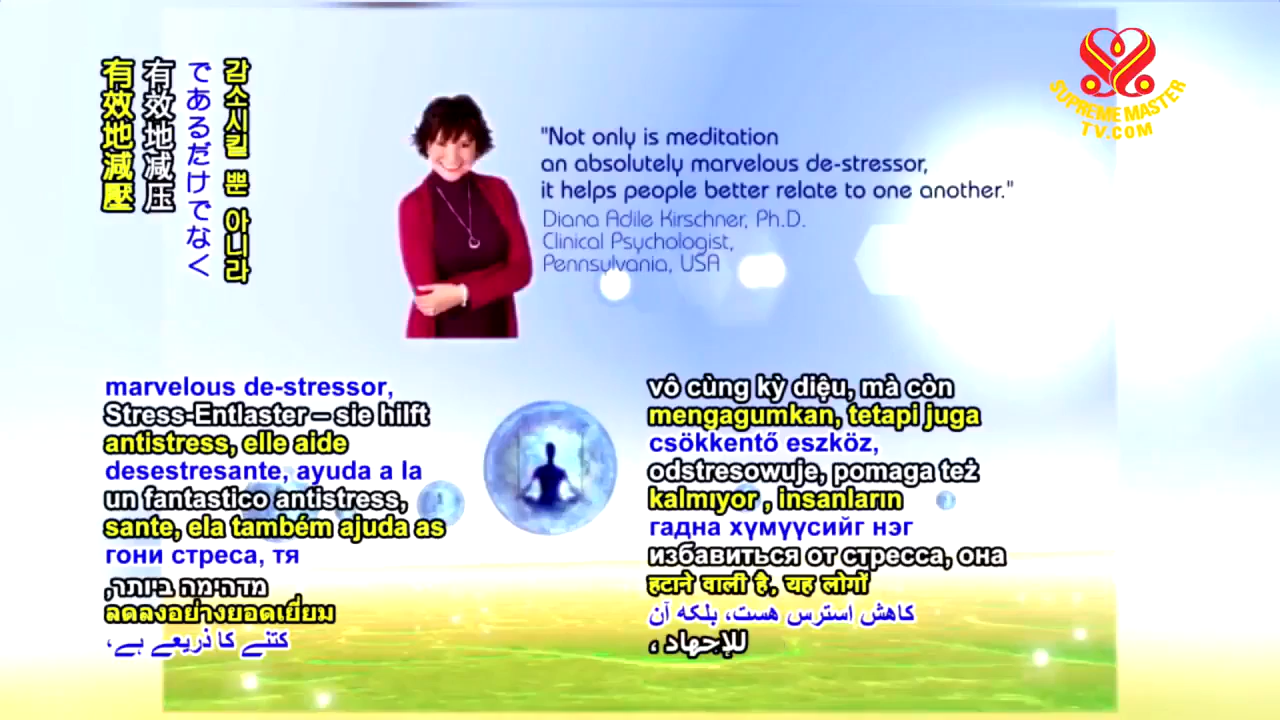 SUPREME MASTER
TV.COM
감소시킬 뿐 아니라
であるだけでなく
有效地减压
有效地減壓
"Not only is meditation
an absolutely marvelous de-stressor,
it helps people better relate to one another."
Diana Adile Kirschner, Ph.D.
Clinical Psychologist,
Pennsylvania, USA
marvelous de-stressor,
Stress-Entlaster – sie hilft
antistress, elle aide
desestresante, ayuda a la
un fantastico antistress,
sante, ela também ajuda as
гони стреса, тя
מדהימה ביותר,
ลดลงอย่างยอดเยี่ยม
کتنے کا ذریعے ہے،
vô cùng kỳ diệu, mà còn
mengagumkan, tetapi juga
csökkentő eszköz,
odstresowuje, pomaga też
kalmıyor , insanların
гадна хүмүүсийг нэг
избавиться от стресса, она
हटाने वाली है, यह लोगों
کاهش استرس هست، بلکه آن
للإجهاد ،